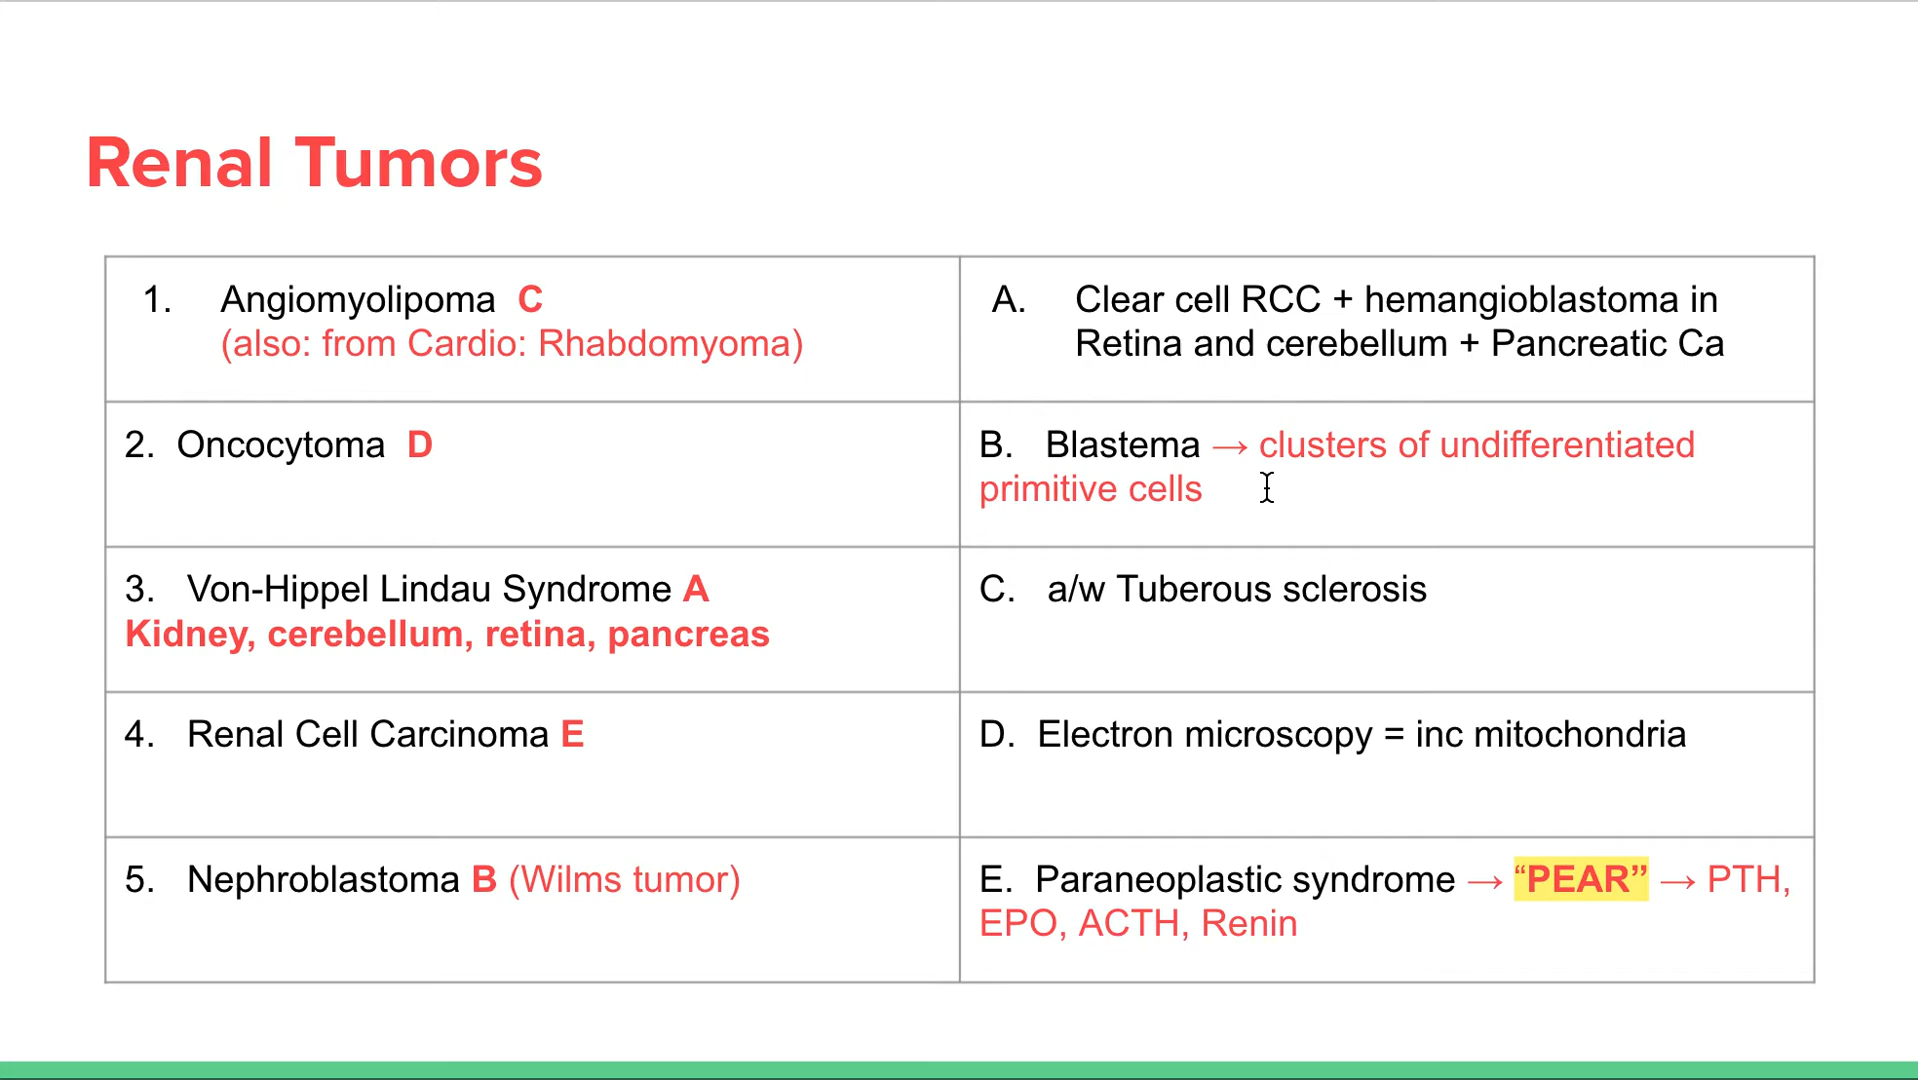 Renal Tumors
1. Angiomyolipoma C
(also: from Cardio: Rhabdomyoma)
A. Clear cell RCC + hemangioblastoma in
Retina and cerebellum + Pancreatic Ca
2. Oncocytoma D
B. Blastema → clusters of undifferentiated
primitive cells
3. Von-Hippel Lindau Syndrome A
Kidney, cerebellum, retina, pancreas
C. a/w Tuberous sclerosis
4. Renal Cell Carcinoma E
D. Electron microscopy = inc mitochondria
5. Nephroblastoma B (Wilms tumor)
E. Paraneoplastic syndrome → “PEAR” → PTH,
EPO, ACTH, Renin